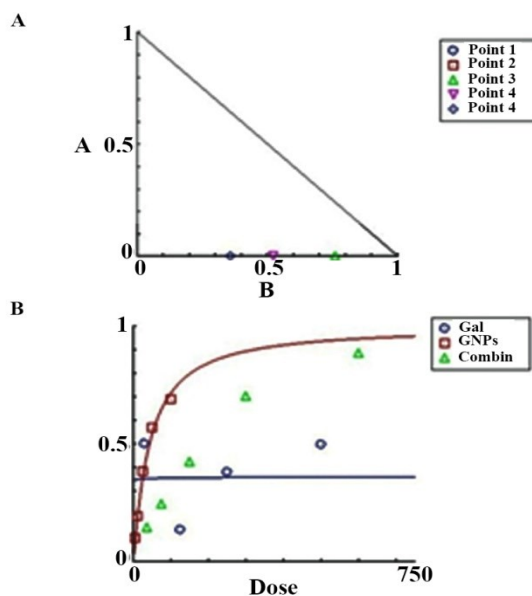 A
1
A
0.5
0
0
0.5
1
B
Point 1
Point 2
Point 3
Point 4
Point 4
B
1
0.5
0
0
750
Dose
Gal
GNPs
Combin